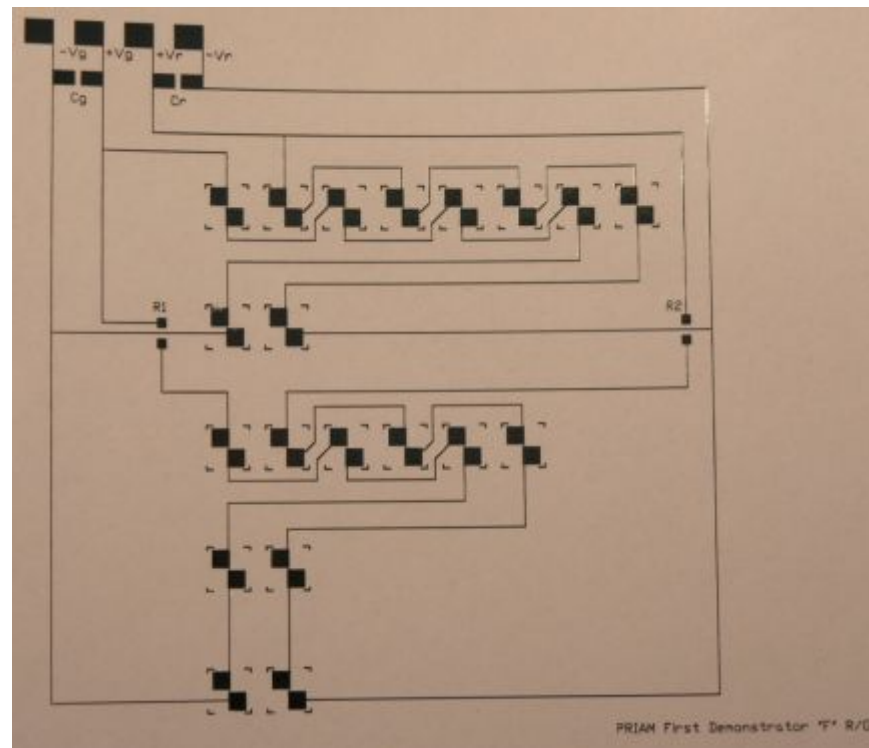 -Vg +Vg +Vr -Vr
Cg Cr
R1 R2
PRIAM First Demonstrator "F" R/